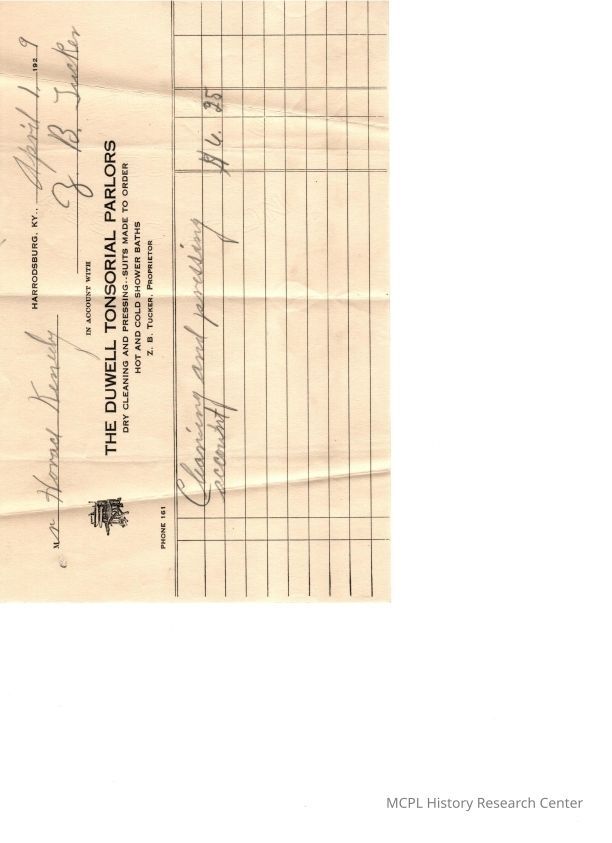 HARRODSBURG, KY., April 1, 1929
Mr Horace Kenedy
Z B. Tucker
IN ACCOUNT WITH
THE DUWELL TONSORIAL PARLORS
DRY CLEANING AND PRESSING--SUITS MADE TO ORDER
HOT AND COLD SHOWER BATHS
Z. B. TUCKER, PROPRIETOR
PHONE 161
Cleaning and pressing
account $6.25
MCPL History Research Center